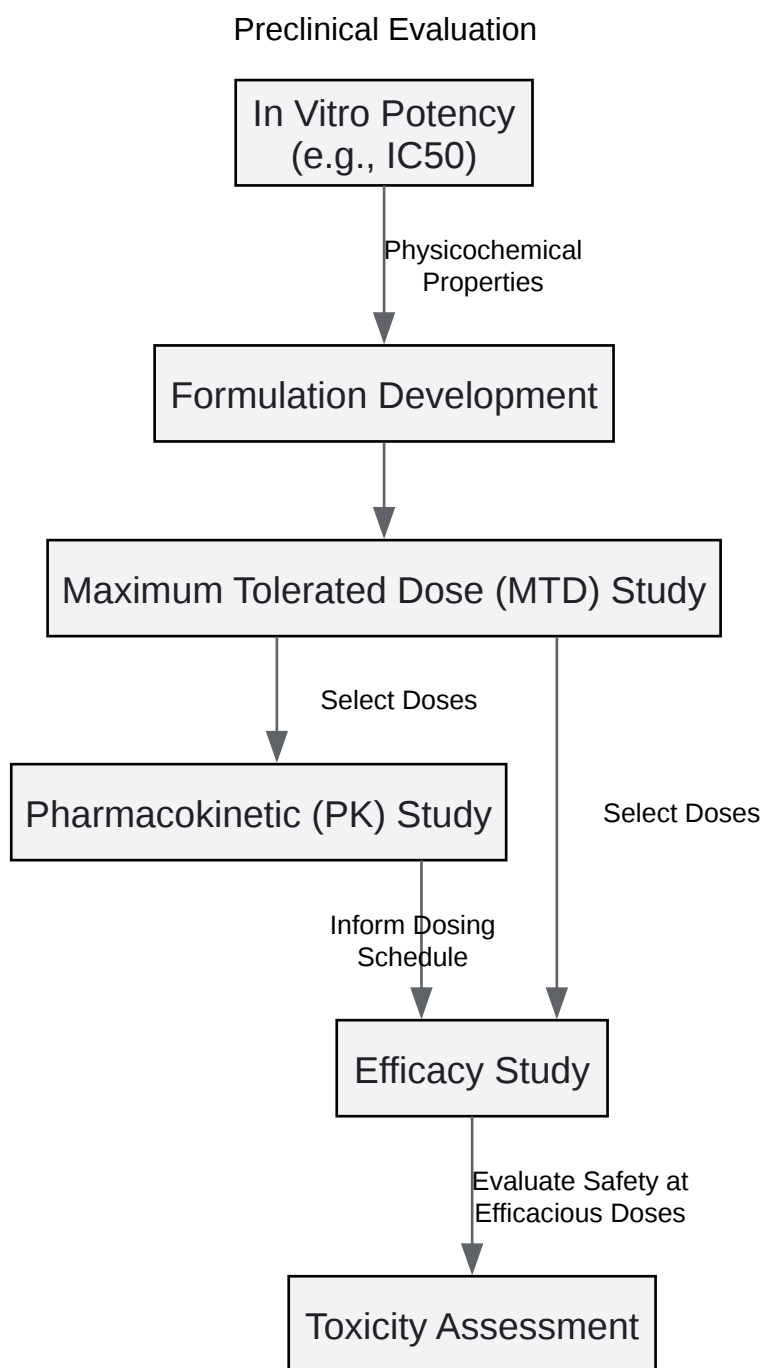 Preclinical Evaluation
In Vitro Potency
(e.g., IC50)
Physicochemical
Properties
Formulation Development
Maximum Tolerated Dose (MTD) Study
Select Doses
Pharmacokinetic (PK) Study
Select Doses
Inform Dosing
Schedule
Efficacy Study
Evaluate Safety at
Efficacious Doses
Toxicity Assessment